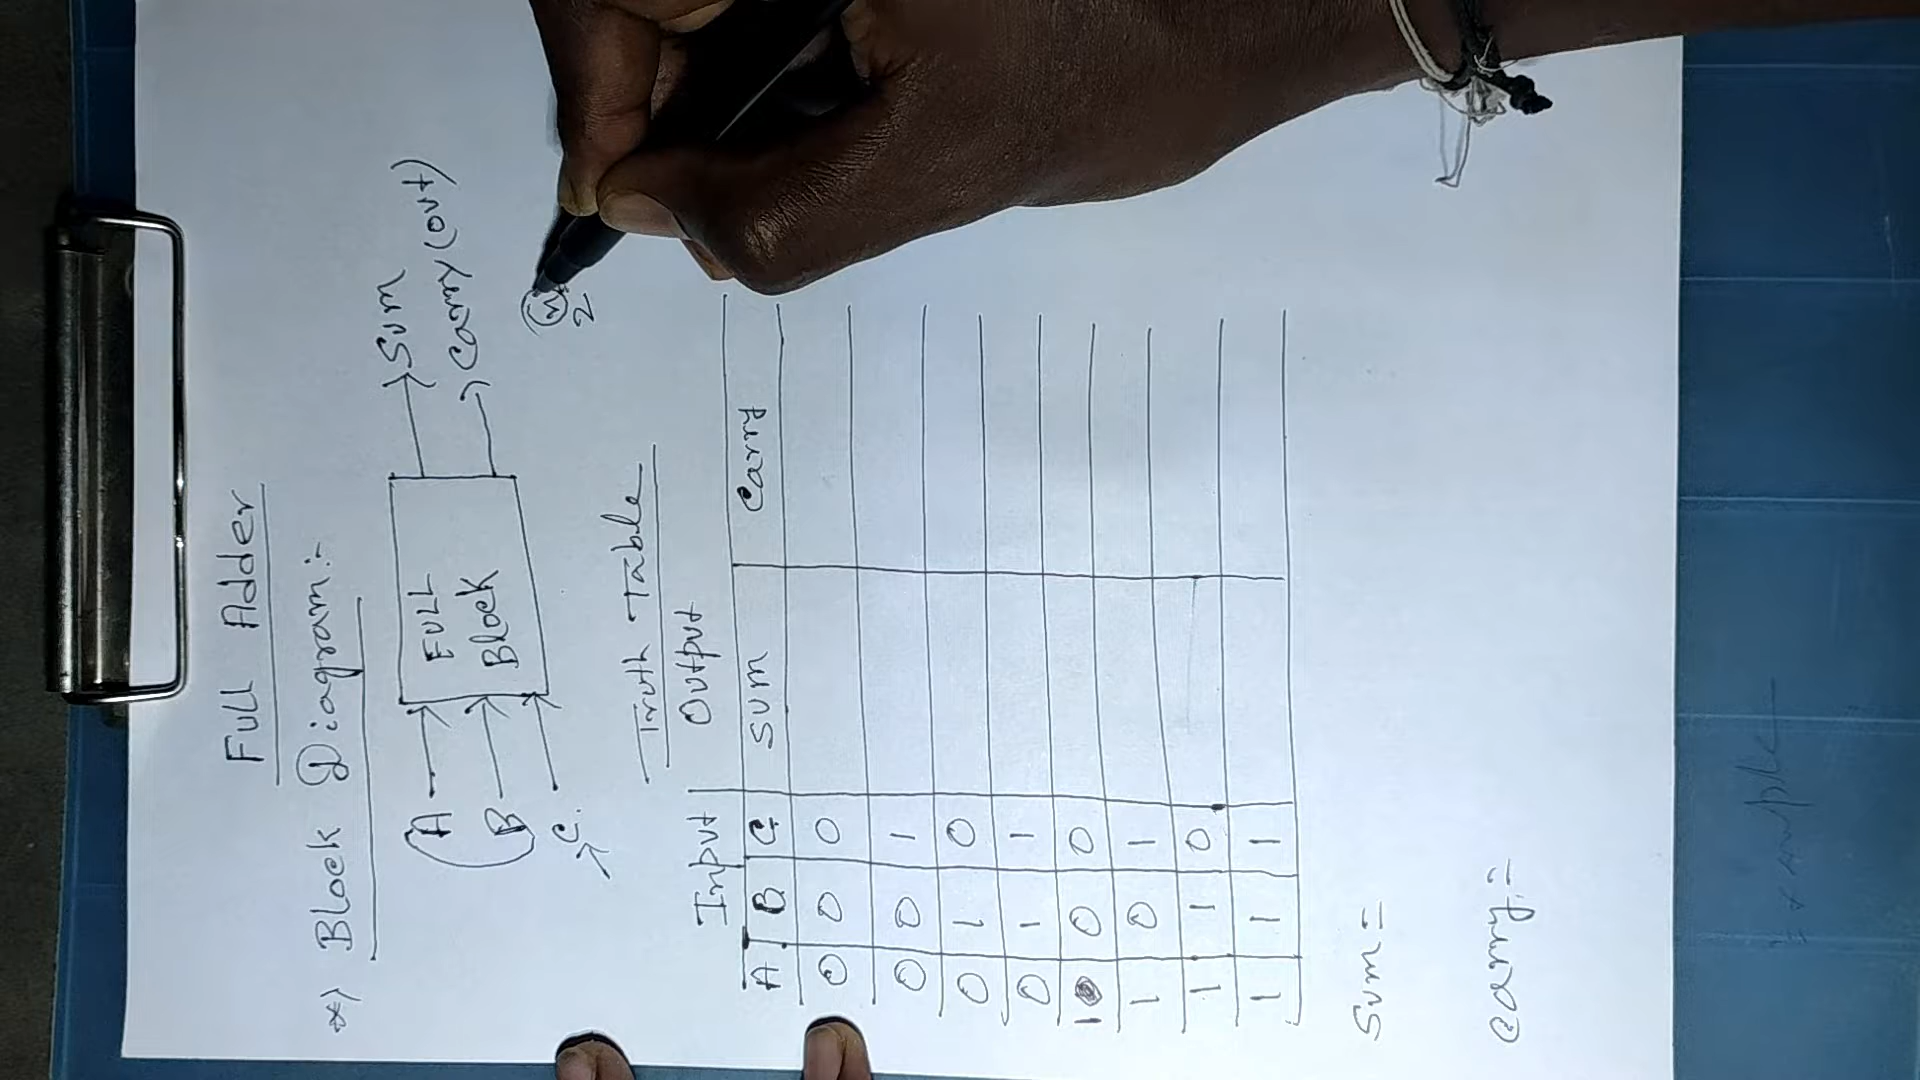 Full Adder
*) Block Diagram:-
A
B
C.
FULL
Block
Sum
Carry (out)
2
Truth Table
Input Output
A B C Sum Carry
0 0 0
0 0 1
0 1 0
0 1 1
1 0 0
1 0 1
1 1 0
1 1 1
Sum =
Carry =